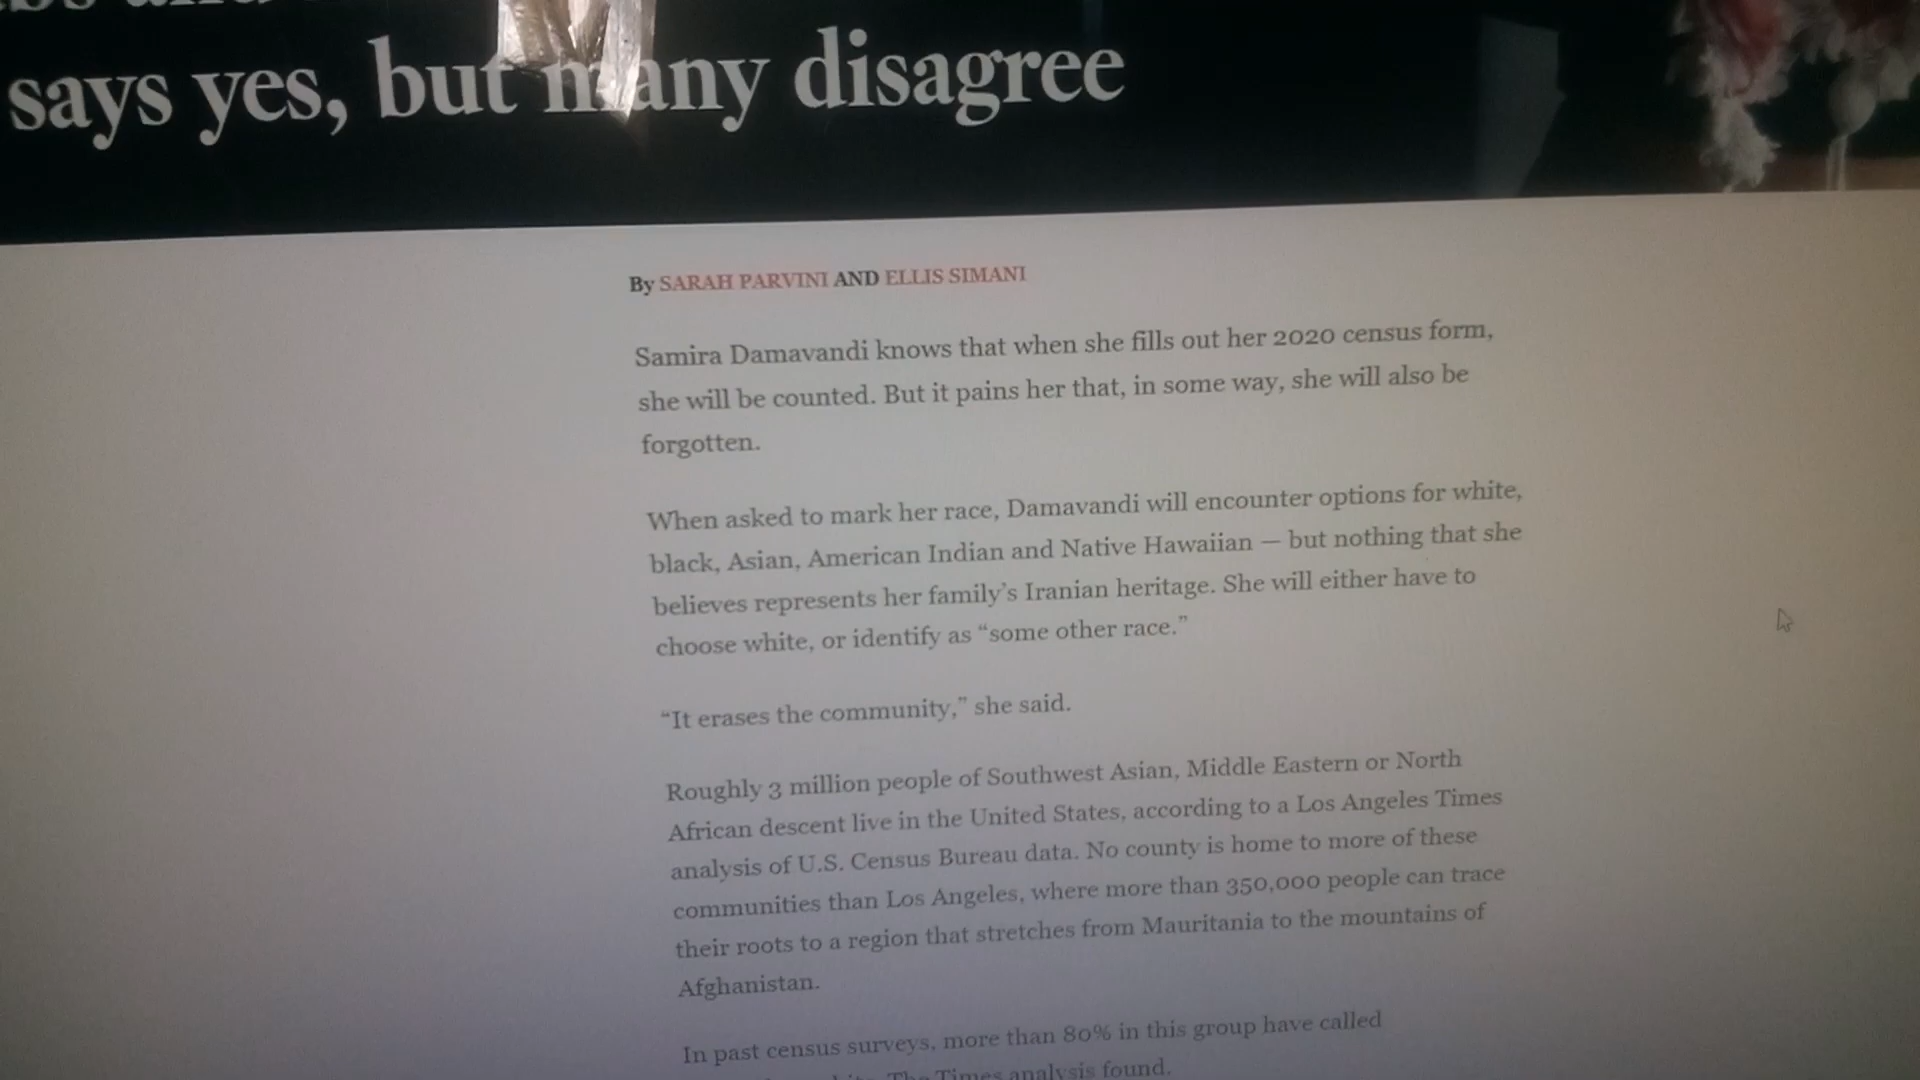 says yes, but many disagree
By SARAH PARVINI AND ELLIS SIMANI
Samira Damavandi knows that when she fills out her 2020 census form,
she will be counted. But it pains her that, in some way, she will also be
forgotten.
When asked to mark her race, Damavandi will encounter options for white,
black, Asian, American Indian and Native Hawaiian — but nothing that she
believes represents her family’s Iranian heritage. She will either have to
choose white, or identify as “some other race.”
“It erases the community,” she said.
Roughly 3 million people of Southwest Asian, Middle Eastern or North
African descent live in the United States, according to a Los Angeles Times
analysis of U.S. Census Bureau data. No county is home to more of these
communities than Los Angeles, where more than 350,000 people can trace
their roots to a region that stretches from Mauritania to the mountains of
Afghanistan.
In past census surveys, more than 80% in this group have called
The Times analysis found.